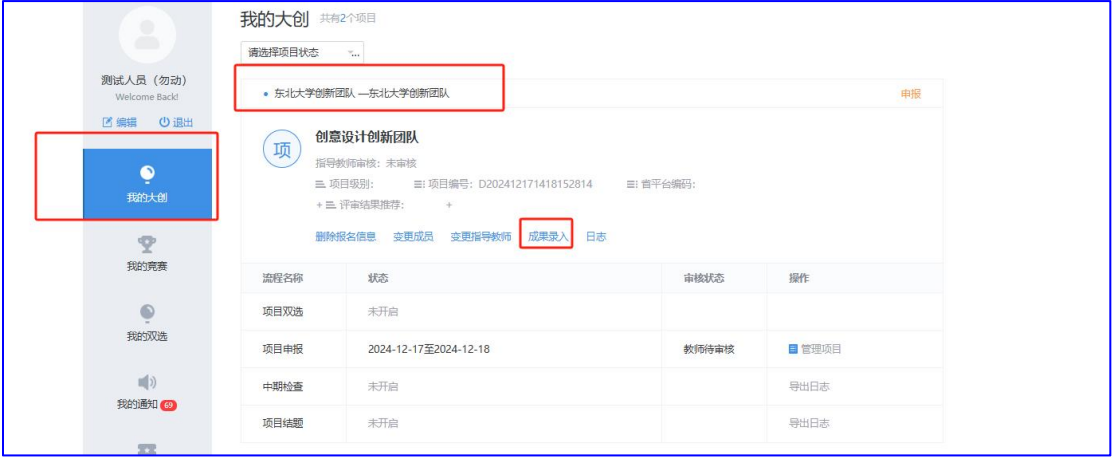 我的大创 共有2个项目
请选择项目状态 ...
测试人员（勿动）
Welcome Back!
编辑 退出
我的大创
我的竞赛
我的双选
我的通知 69
东北大学创新团队 —东北大学创新团队 申报
项 创意设计创新团队
指导教师审核：未审核
项目级别： 项目编号：D202412171418152814 省平台编码：
+ 评审结果推荐： +
删除报名信息 变更成员 变更指导教师 成果录入 日志
流程名称 状态 审核状态 操作
项目双选 未开启
项目申报 2024-12-17至2024-12-18 教师待审核 管理项目
中期检查 未开启 导出日志
项目结题 未开启 导出日志